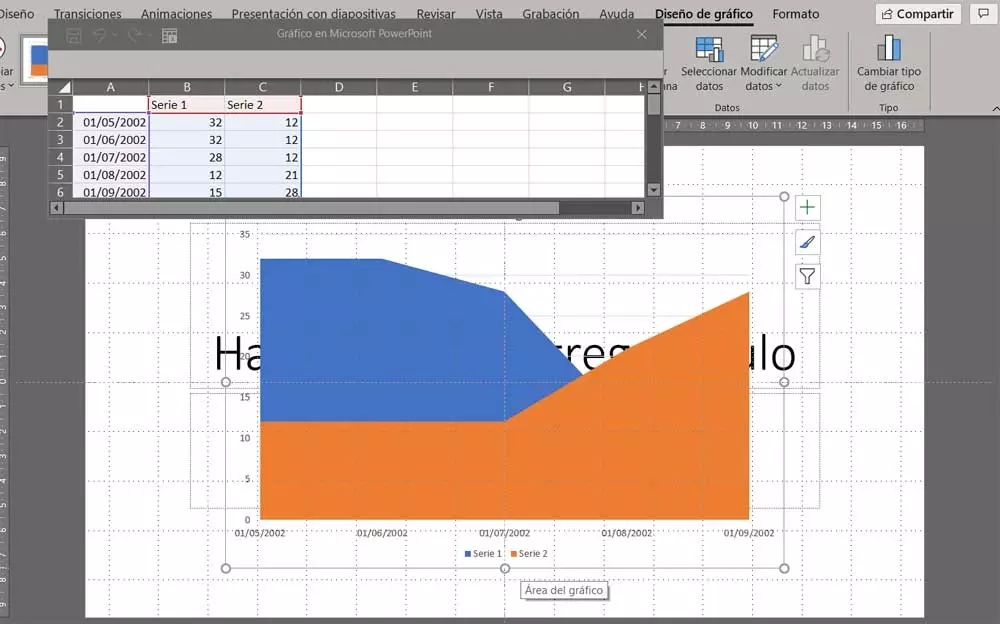 Diseño Transiciones Animaciones Presentación con diapositivas Revisar Vista Grabación Ayuda Diseño de gráfico Formato Compartir
Gráfico en Microsoft PowerPoint
Seleccionar datos
Modificar datos
Actualizar datos
Cambiar tipo de gráfico
Datos
Tipo
A B C D E F G H
1 Serie 1 Serie 2
2 01/05/2002 32 12
3 01/06/2002 32 12
4 01/07/2002 28 12
5 01/08/2002 12 21
6 01/09/2002 15 28
7 8 9 10 11 12 13 14 15 16
35
30
25
20
15
10
5
0
01/05/2002 01/06/2002 01/07/2002 01/08/2002 01/09/2002
Serie 1 Serie 2
Área del gráfico